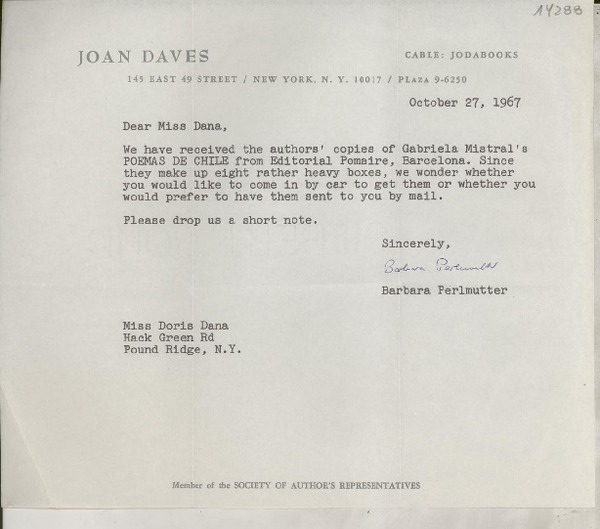 14288
JOAN DAVES
CABLE: JODABOOKS
145 EAST 49 STREET / NEW YORK, N. Y. 10017 / PLAZA 9-6250
October 27, 1967
Dear Miss Dana,
We have received the authors' copies of Gabriela Mistral's
POEMAS DE CHILE from Editorial Pomaire, Barcelona. Since
they make up eight rather heavy boxes, we wonder whether
you would like to come in by car to get them or whether you
would prefer to have them sent to you by mail.
Please drop us a short note.
Sincerely,
Barbara Perlmutter
Barbara Perlmutter
Miss Doris Dana
Hack Green Rd
Pound Ridge, N.Y.
Member of the SOCIETY OF AUTHOR'S REPRESENTATIVES